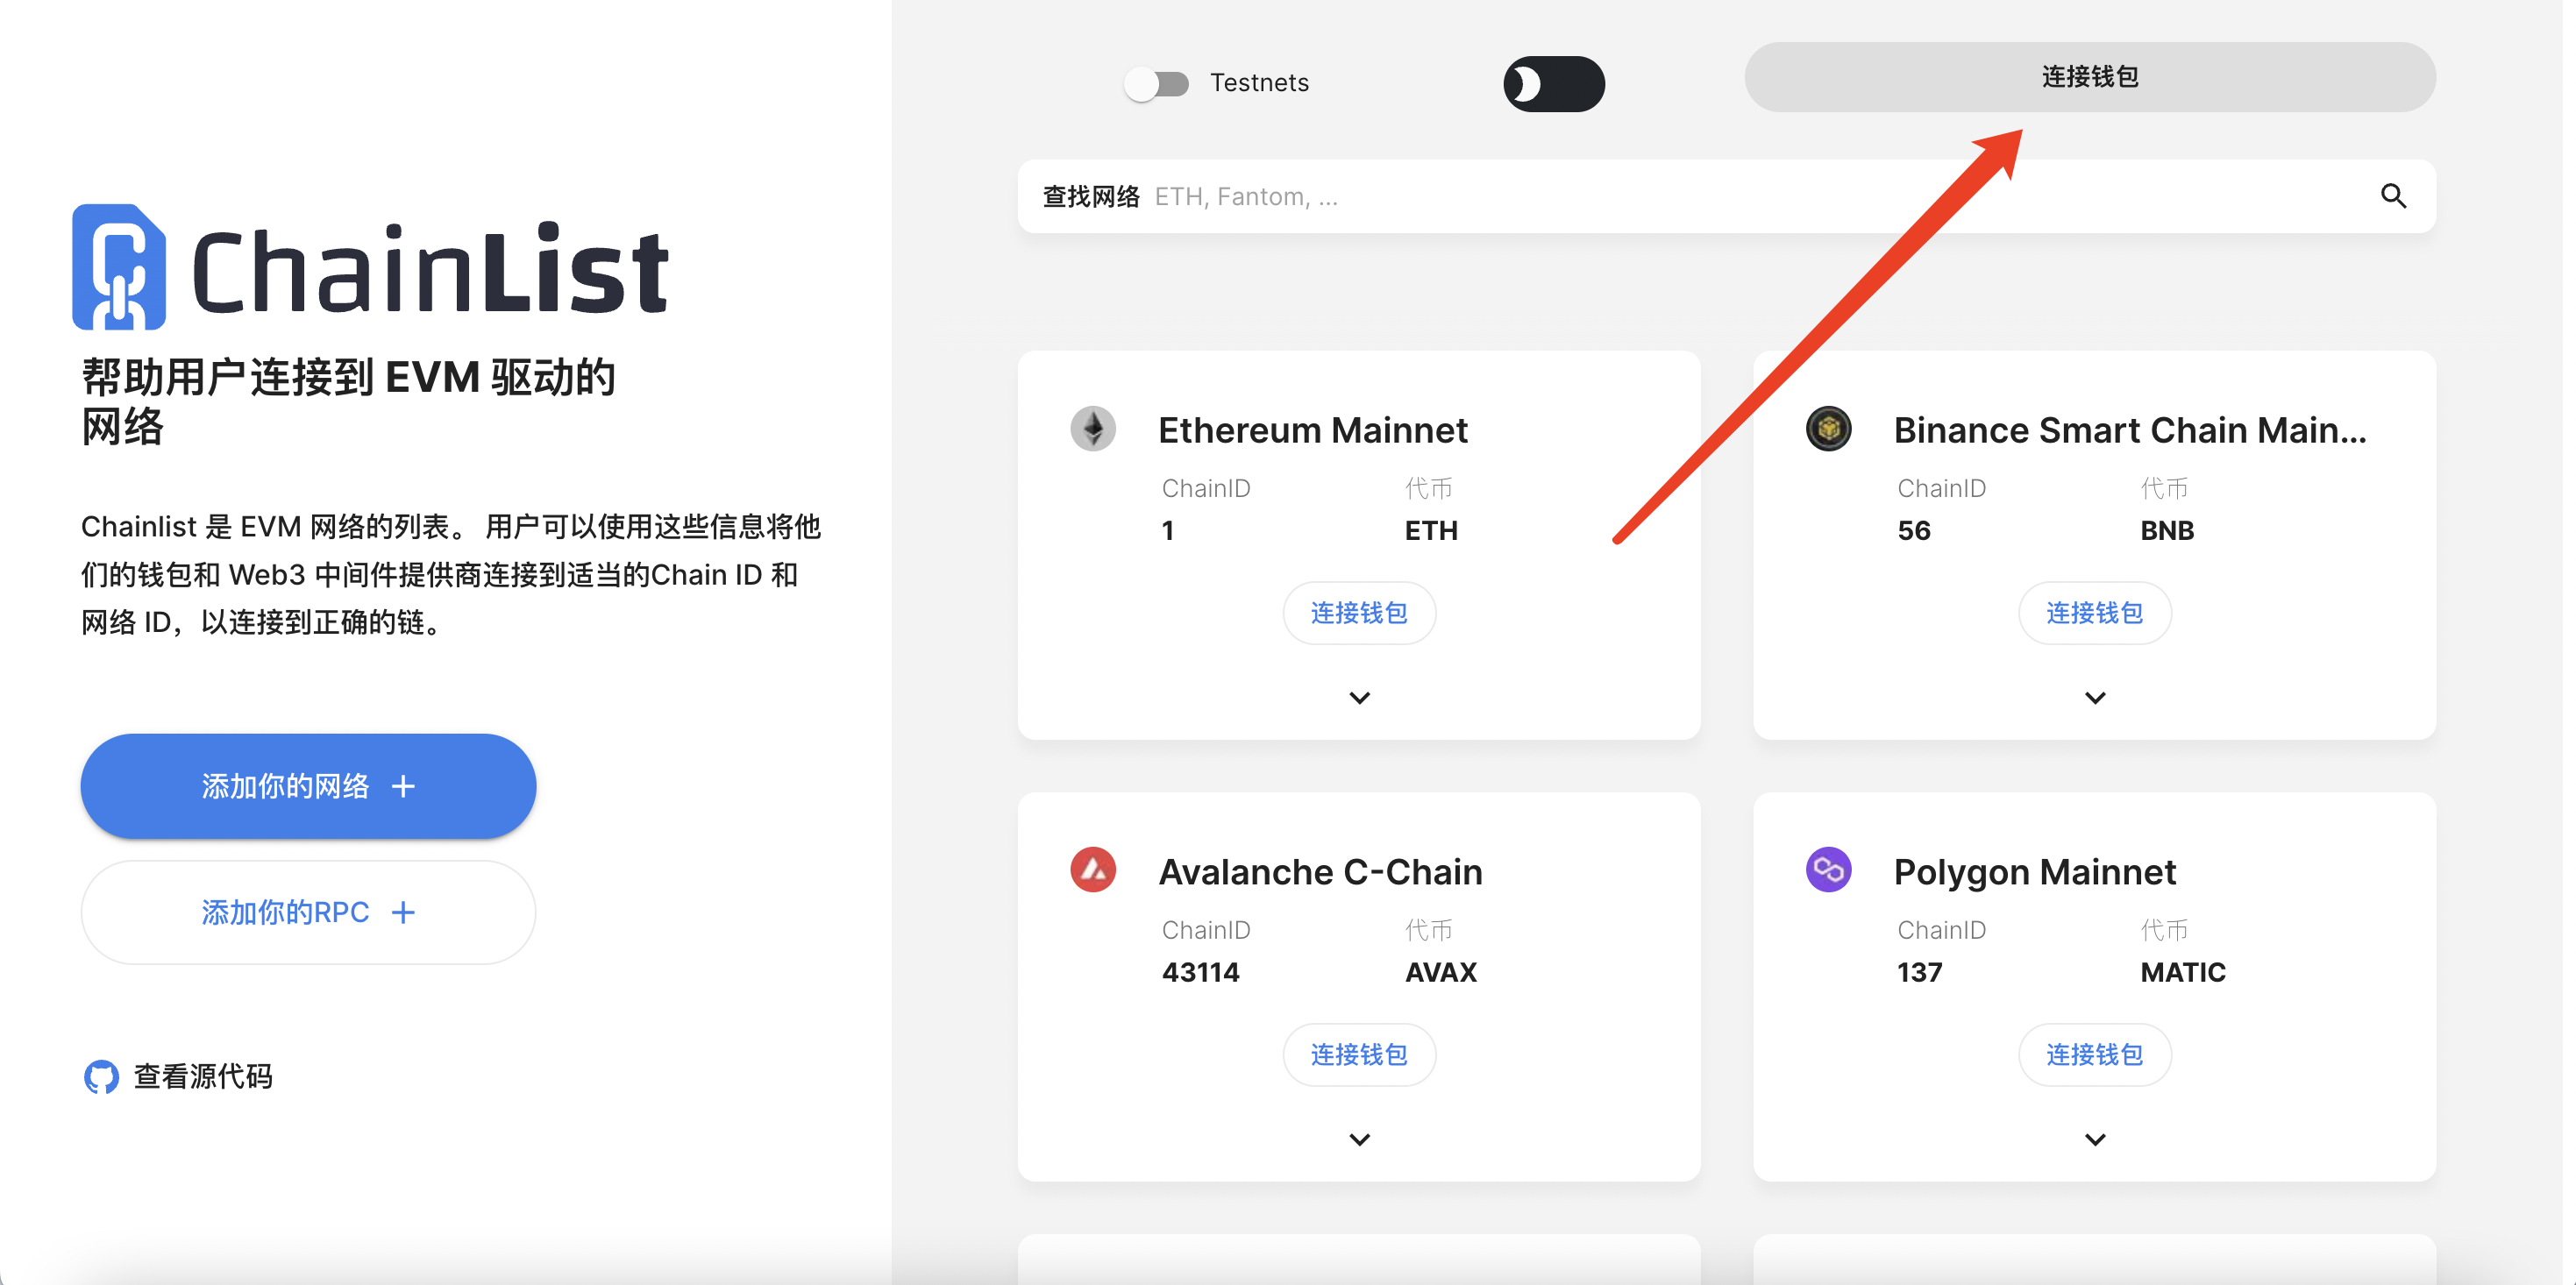 ChainList
帮助用户连接到 EVM 驱动的
网络
Chainlist 是 EVM 网络的列表。 用户可以使用这些信息将他
们的钱包和 Web3 中间件提供商连接到适当的Chain ID 和
网络 ID，以连接到正确的链。
添加你的网络 +
添加你的RPC +
查看源代码
Testnets
连接钱包
查找网络 ETH, Fantom, ...
Ethereum Mainnet
ChainID 代币
1 ETH
连接钱包
Binance Smart Chain Main...
ChainID 代币
56 BNB
连接钱包
Avalanche C-Chain
ChainID 代币
43114 AVAX
连接钱包
Polygon Mainnet
ChainID 代币
137 MATIC
连接钱包